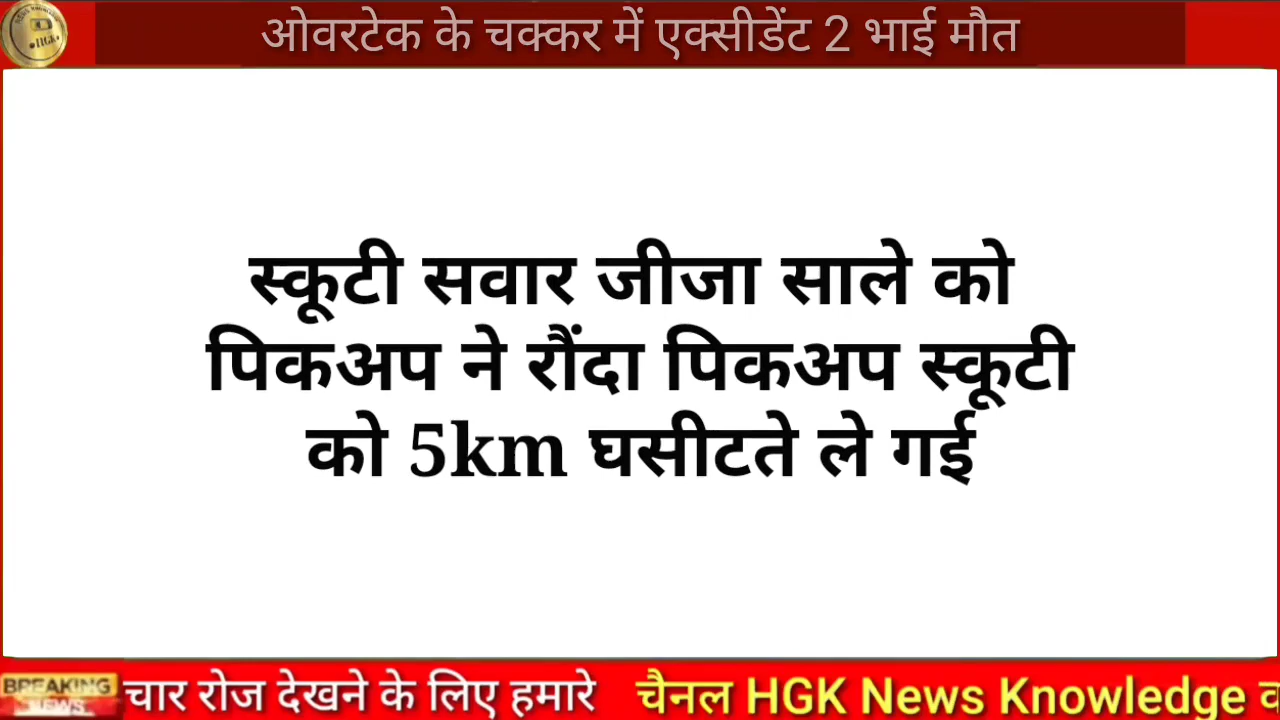 ओवरटेक के चक्कर में एक्सीडेंट 2 भाई मौत
स्कूटी सवार जीजा साले को
पिकअप ने रौंदा पिकअप स्कूटी
को 5km घसीटते ले गई
BREAKING
NEWS
चार रोज देखने के लिए हमारे चैनल HGK News Knowledge